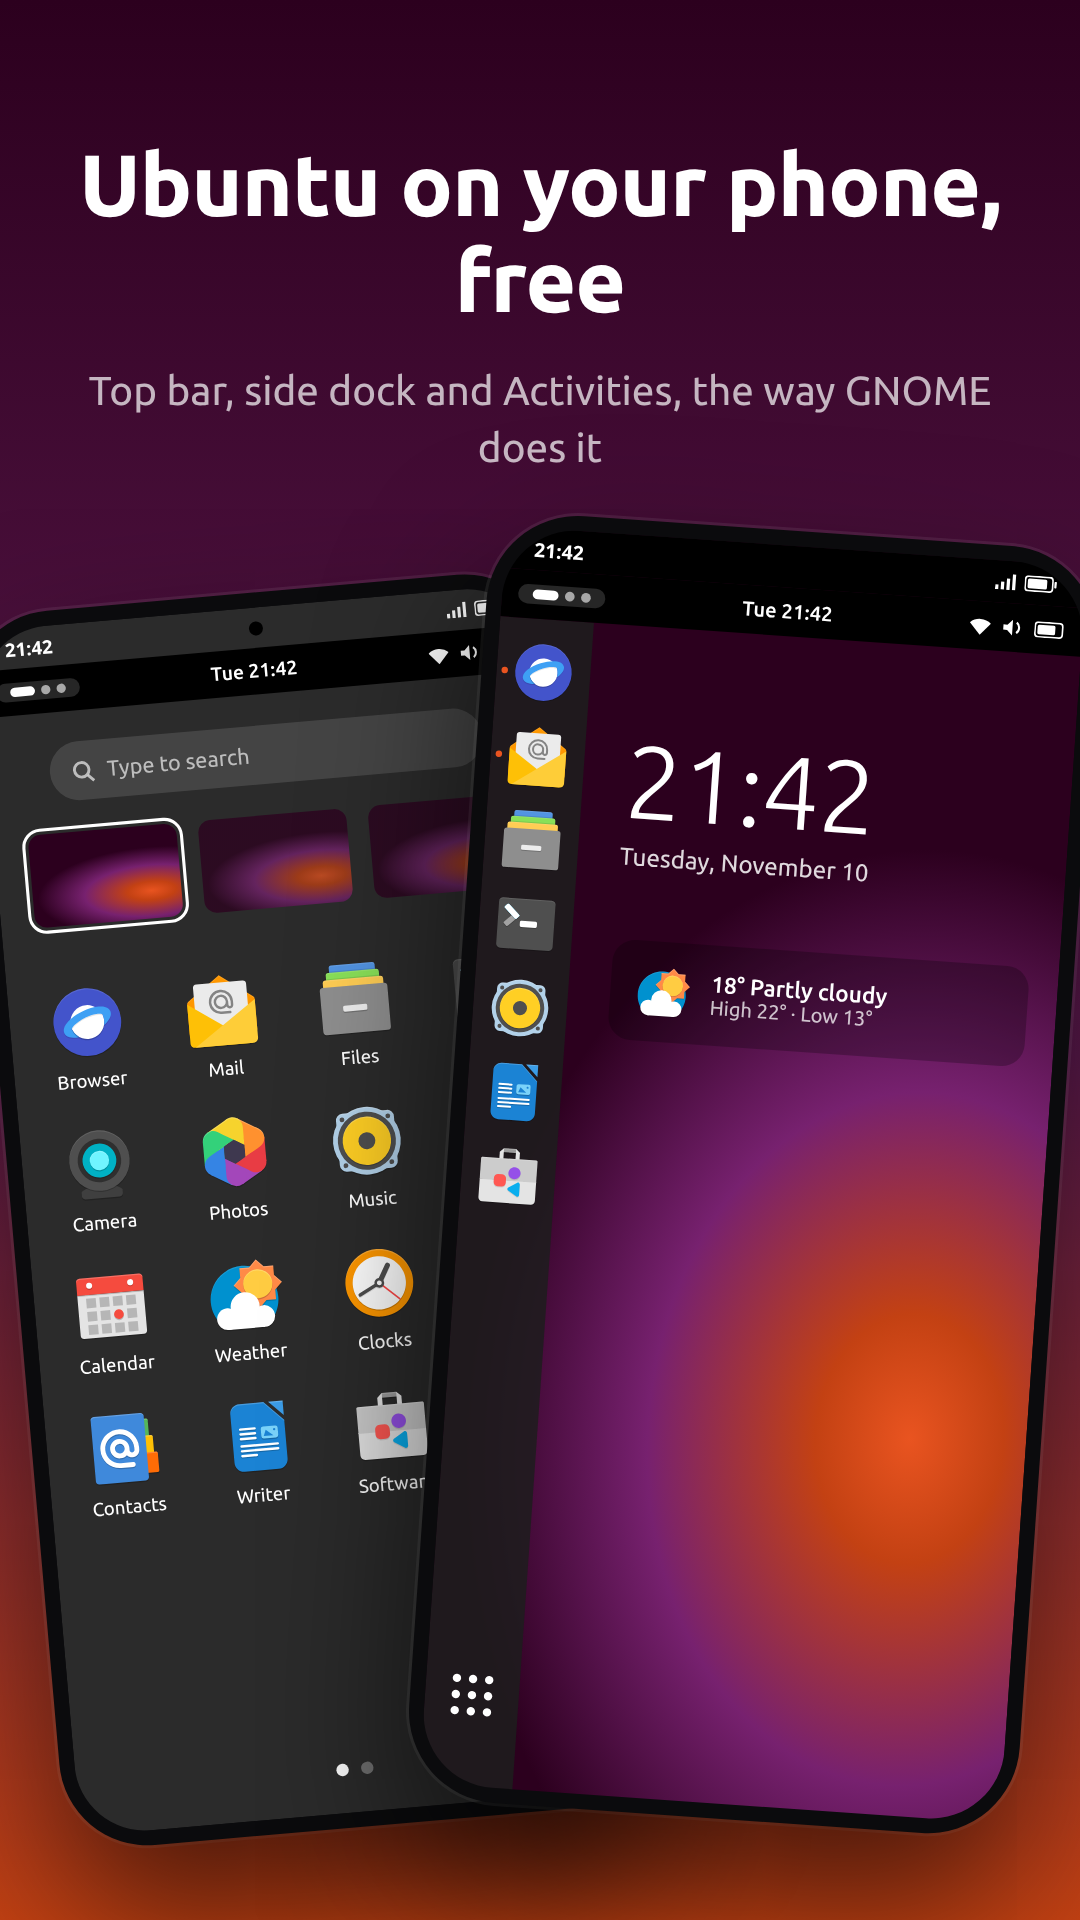 Ubuntu on your phone,
free
Top bar, side dock and Activities, the way GNOME
does it
21:42
Tue 21:42
Type to search
Browser
Mail
Files
Camera
Photos
Music
Calendar
Weather
Clocks
Contacts
Writer
Softwar
21:42
Tue 21:42
21:42
Tuesday, November 10
18° Partly cloudy
High 22° · Low 13°